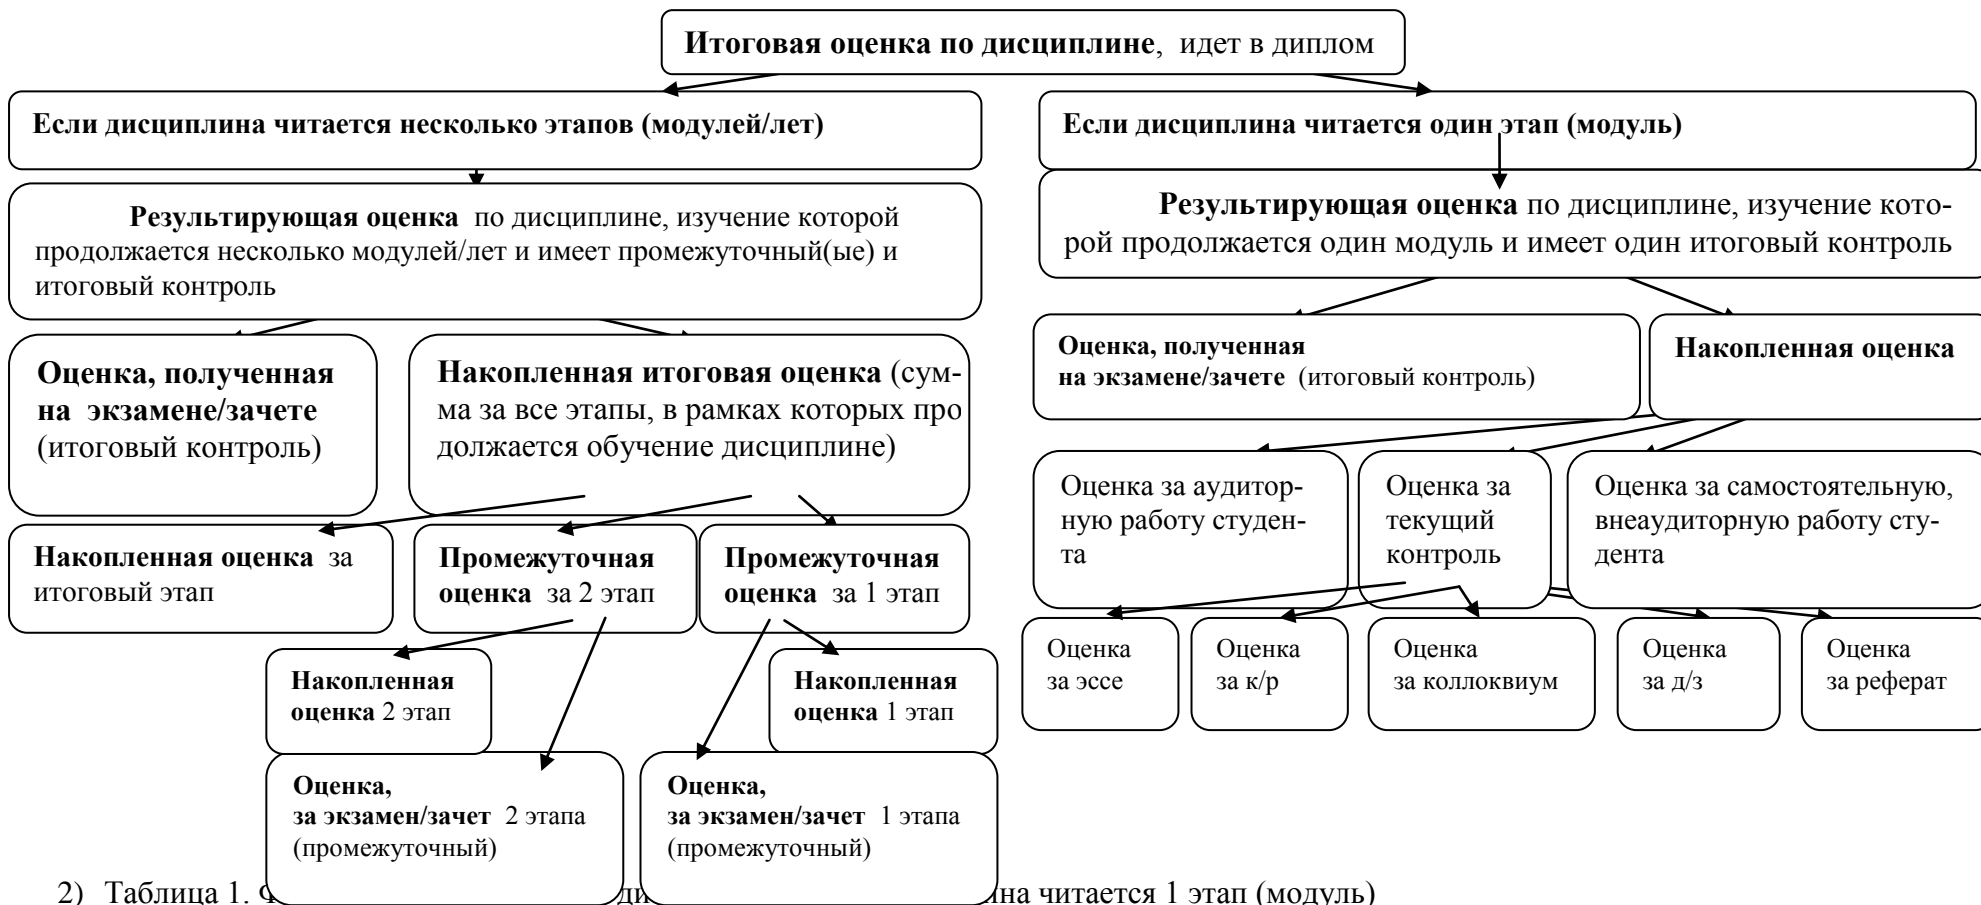 Итоговая оценка по дисциплине, идет в диплом
Если дисциплина читается несколько этапов (модулей/лет)
Результирующая оценка по дисциплине, изучение которой
продолжается несколько модулей/лет и имеет промежуточный(ые) и
итоговый контроль
Оценка, полученная
на экзамене/зачете
(итоговый контроль)
Накопленная итоговая оценка (сум-
ма за все этапы, в рамках которых про
должается обучение дисциплине)
Накопленная оценка за
итоговый этап
Промежуточная
оценка за 2 этап
Промежуточная
оценка за 1 этап
Накопленная
оценка 2 этап
Накопленная
оценка 1 этап
Оценка,
за экзамен/зачет 2 этапа
(промежуточный)
Оценка,
за экзамен/зачет 1 этапа
(промежуточный)
Если дисциплина читается один этап (модуль)
Результирующая оценка по дисциплине, изучение кото-
рой продолжается один модуль и имеет один итоговый контроль
Оценка, полученная
на экзамене/зачете (итоговый контроль)
Накопленная оценка
Оценка за аудитор-
ную работу студен-
та
Оценка за
текущий
контроль
Оценка за самостоятельную,
внеаудиторную работу сту-
дента
Оценка
за эссе
Оценка
за к/р
Оценка
за коллоквиум
Оценка
за д/з
Оценка
за реферат
2) Таблица 1. читается 1 этап (модуль)